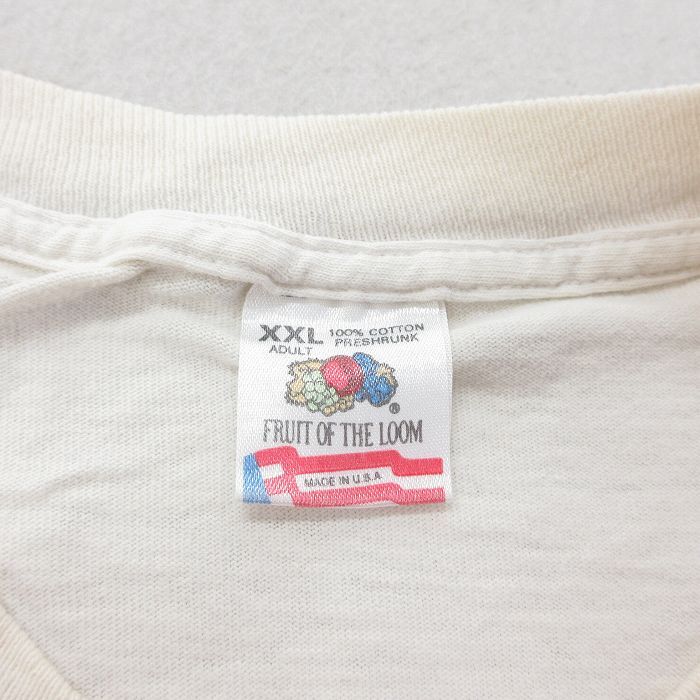 XXL 100% COTTON
ADULT PRESHRUNK
®
FRUIT OF THE LOOM
MADE IN U.S.A